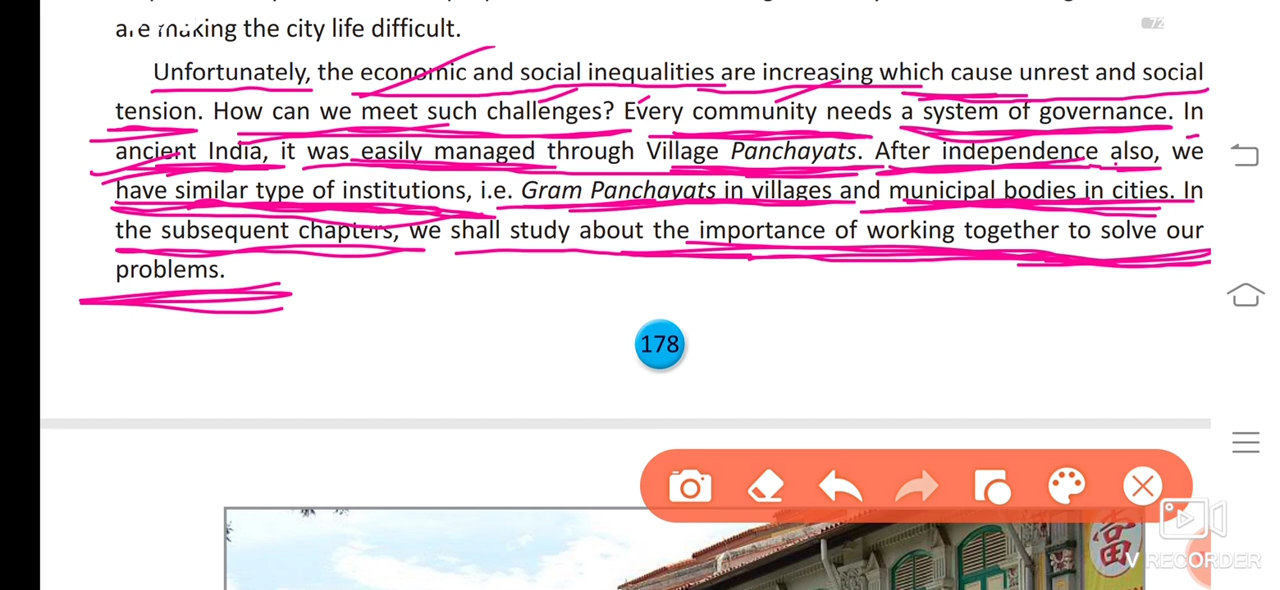 72
are making the city life difficult.
Unfortunately, the economic and social inequalities are increasing which cause unrest and social
tension. How can we meet such challenges? Every community needs a system of governance. In
ancient India, it was easily managed through Village Panchayats. After independence also, we
have similar type of institutions, i.e. Gram Panchayats in villages and municipal bodies in cities. In
the subsequent chapters, we shall study about the importance of working together to solve our
problems.
178
當
V RECORDER